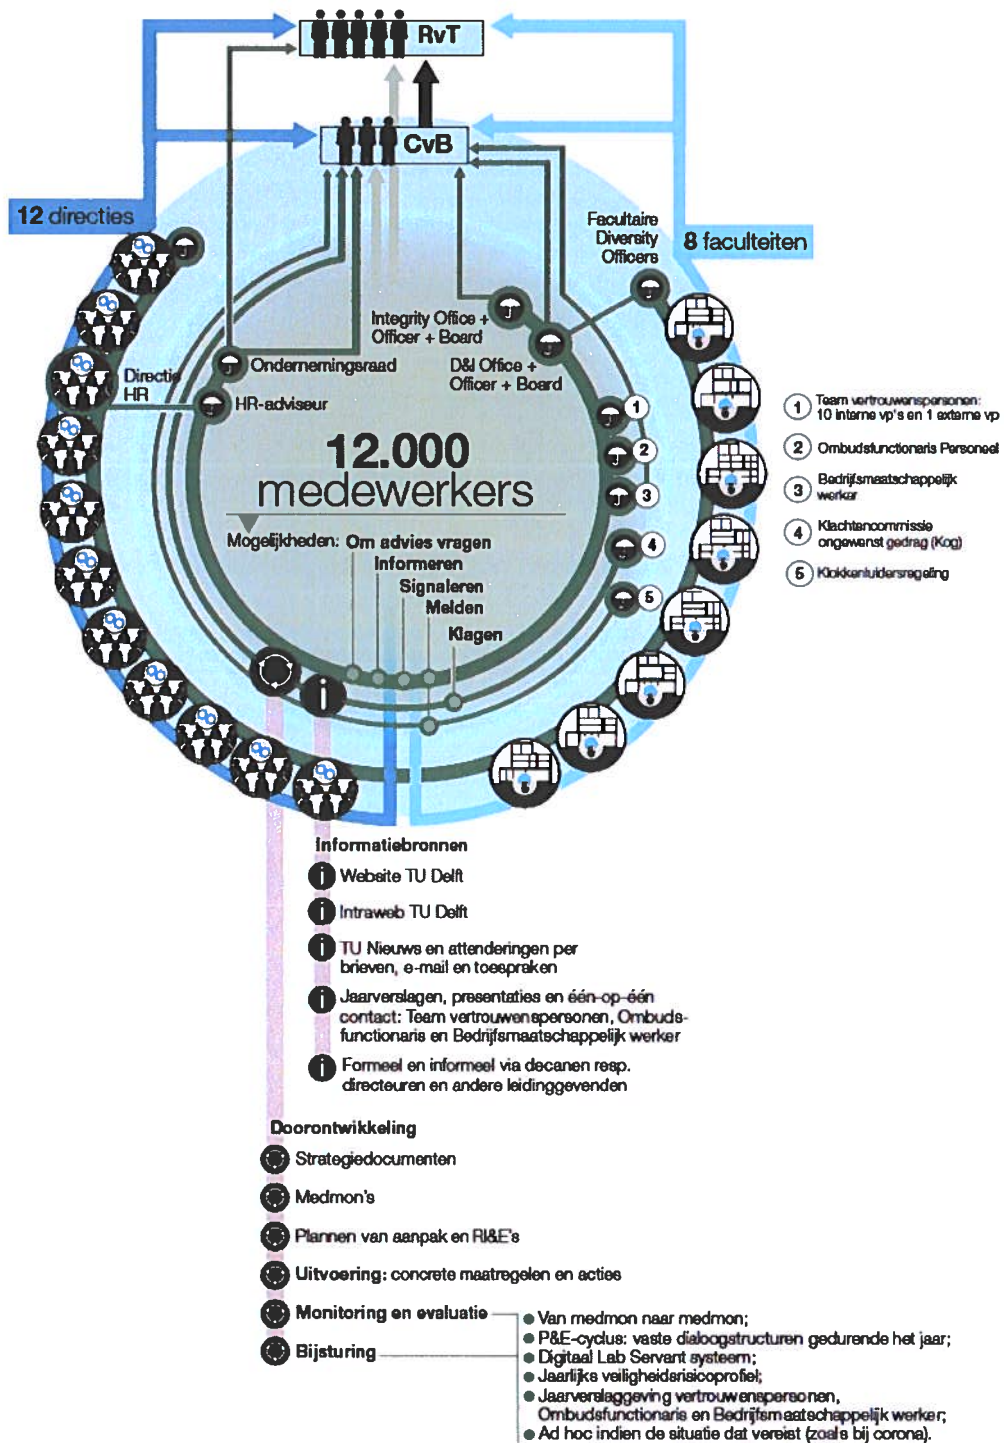 RvT
CvB
12 directies
8 faculteiten
Facultaire
Diversity
Officers
Integrity Office +
Officer + Board
D&I Office +
Officer + Board
Directie
HR
Ondernemingsraad
HR-adviseur
12.000
medewerkers
Mogelijkheden: Om advies vragen
Informeren
Signaleren
Melden
Klagen
1
2
3
4
5
1 Team vertrouwenspersonen:
10 interne vp's en 1 externe vp
2 Ombudsfunctionaris Personeel
3 Bedrijfsmaatschappelijk
werker
4 Klachtencommissie
ongewenst gedrag (Kog)
5 Klokkenluidersregeling
i
Informatiebronnen
i Website TU Delft
i Intraweb TU Delft
i TU Nieuws en attenderingen per
brieven, e-mail en toespraken
i Jaarverslagen, presentaties en één-op-één
contact: Team vertrouwenspersonen, Ombuds-
functionaris en Bedrijfsmaatschappelijk werker
i Formeel en informeel via decanen resp.
directeuren en andere leidinggevenden
Doorontwikkeling
Strategiedocumenten
Medmon's
Plannen van aanpak en RI&E's
Uitvoering: concrete maatregelen en acties
Monitoring en evaluatie
Bijsturing
Van medmon naar medmon;
P&E-cyclus: vaste dialoogstructuren gedurende het jaar;
Digitaal Lab Servant systeem;
Jaarlijks veiligheidsrisicoprofiel;
Jaarverslaggeving vertrouwenspersonen,
Ombudsfunctionaris en Bedrijfsmaatschappelijk werker;
Ad hoc indien de situatie dat vereist (zoals bij corona).